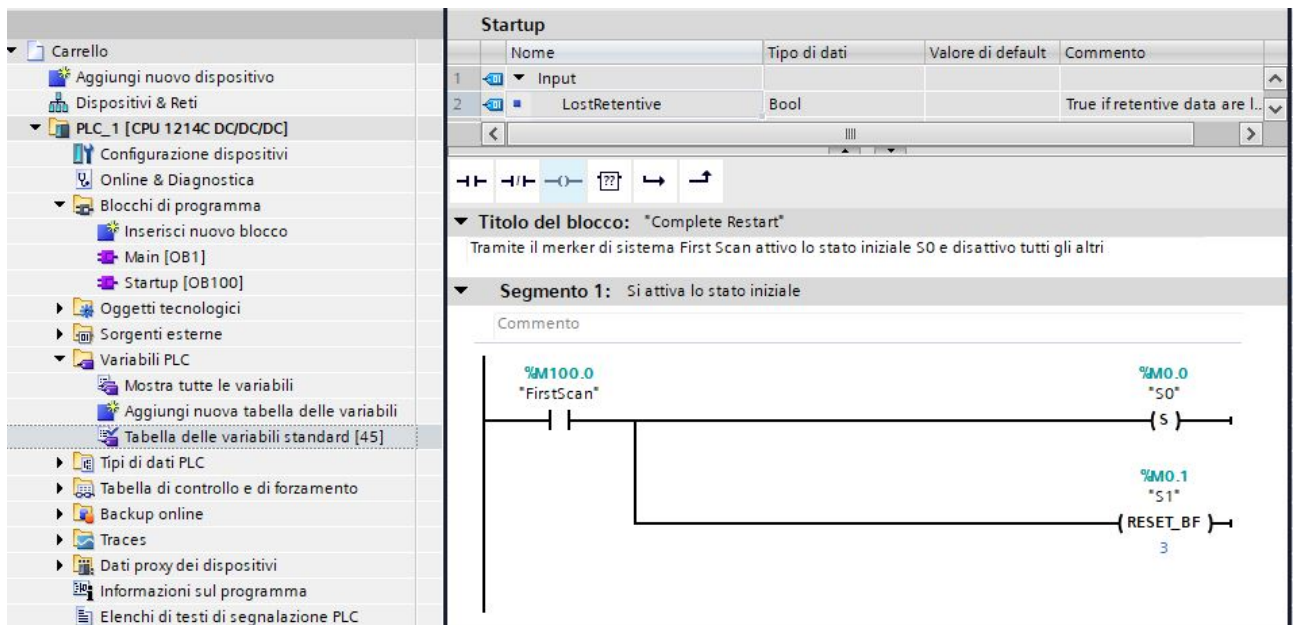 Carrello
Aggiungi nuovo dispositivo
Dispositivi & Reti
PLC_1 [CPU 1214C DC/DC/DC]
Configurazione dispositivi
Online & Diagnostica
Blocchi di programma
Inserisci nuovo blocco
Main [OB1]
Startup [OB100]
Oggetti tecnologici
Sorgenti esterne
Variabili PLC
Mostra tutte le variabili
Aggiungi nuova tabella delle variabili
Tabella delle variabili standard [45]
Tipi di dati PLC
Tabella di controllo e di forzamento
Backup online
Traces
Dati proxy dei dispositivi
Informazioni sul programma
Elenchi di testi di segnalazione PLC
Startup
Nome Tipo di dati Valore di default Commento
1 Input
2 LostRetentive Bool True if retentive data are l...
??
Titolo del blocco: "Complete Restart"
Tramite il merker di sistema First Scan attivo lo stato iniziale S0 e disattivo tutti gli altri
Segmento 1: Si attiva lo stato iniziale
Commento
%M100.0
"FirstScan"
%M0.0
"S0"
S
%M0.1
"S1"
RESET_BF
3